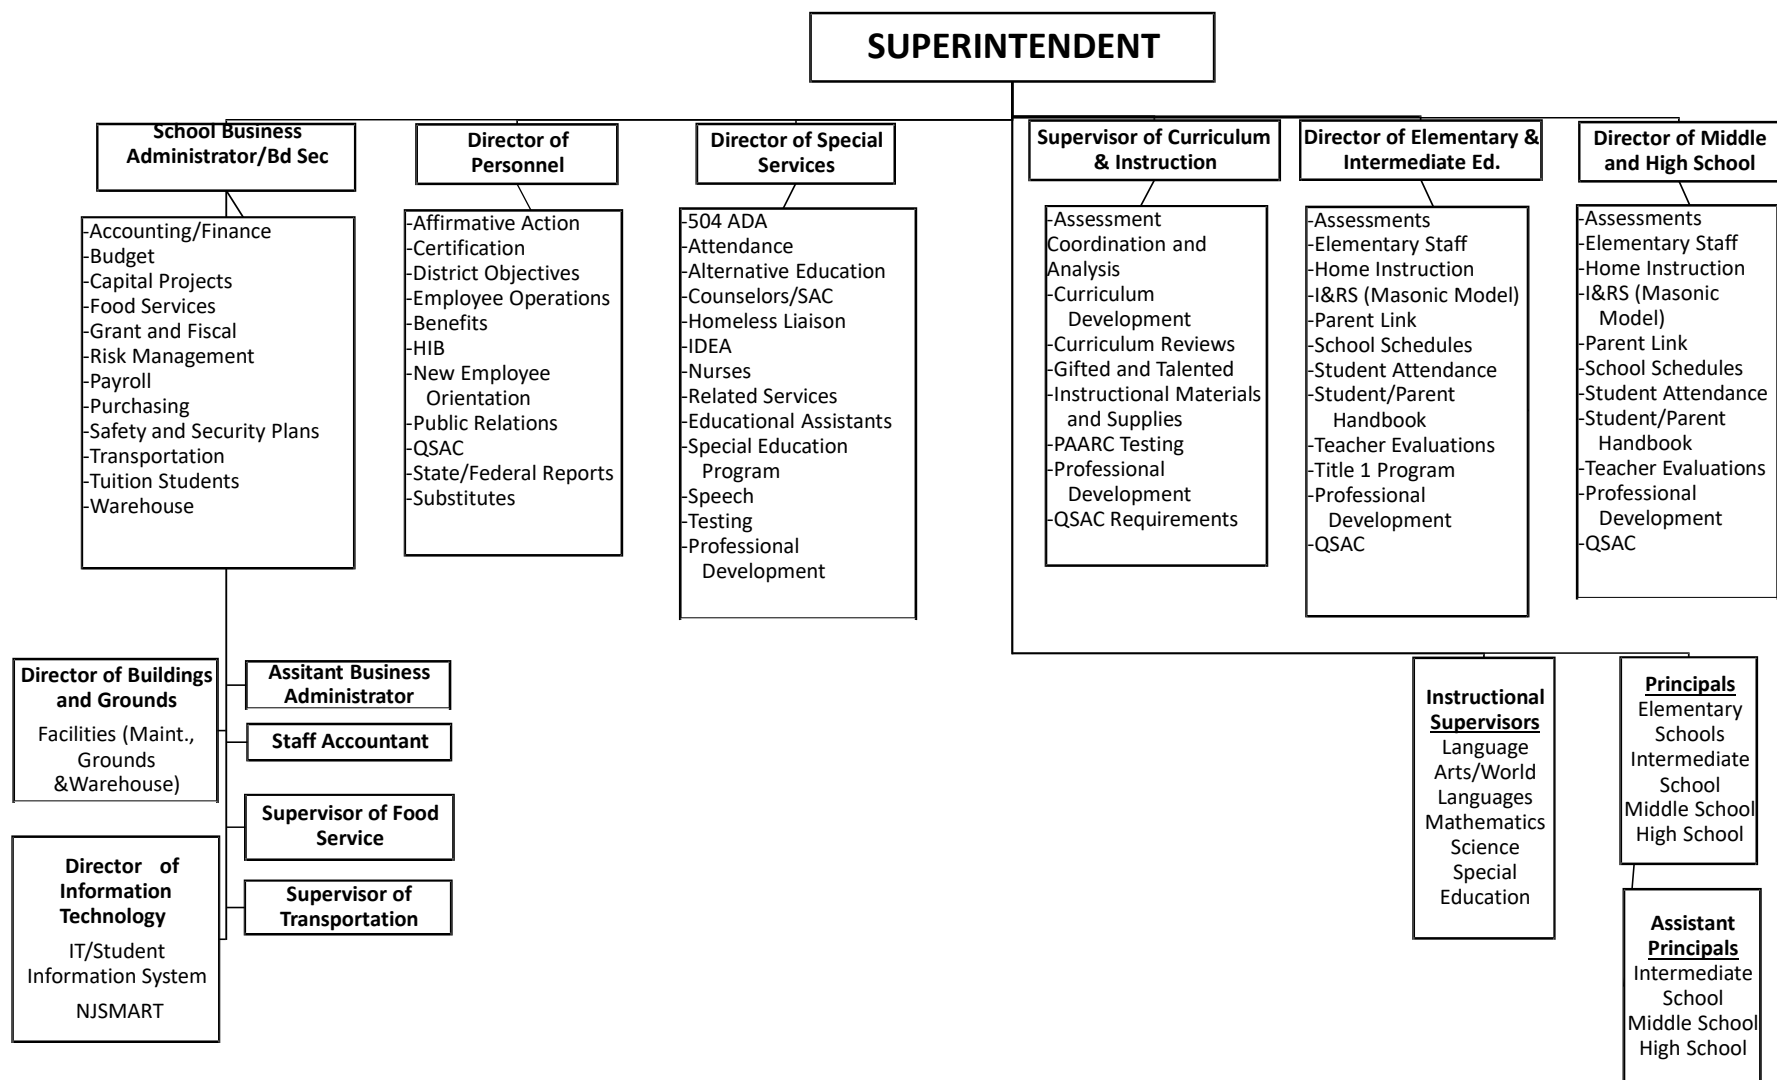 SUPERINTENDENT
School Business
Administrator/Bd Sec
Director of
Personnel
Director of Special
Services
Supervisor of Curriculum
& Instruction
Director of Elementary &
Intermediate Ed.
Director of Middle
and High School
-Accounting/Finance
-Budget
-Capital Projects
-Food Services
-Grant and Fiscal
-Risk Management
-Payroll
-Purchasing
-Safety and Security Plans
-Transportation
-Tuition Students
-Warehouse
-Affirmative Action
-Certification
-District Objectives
-Employee Operations
-Benefits
-HIB
-New Employee
Orientation
-Public Relations
-QSAC
-State/Federal Reports
-Substitutes
-504 ADA
-Attendance
-Alternative Education
-Counselors/SAC
-Homeless Liaison
-IDEA
-Nurses
-Related Services
-Educational Assistants
-Special Education
Program
-Speech
-Testing
-Professional
Development
-Assessment
Coordination and
Analysis
-Curriculum
Development
-Curriculum Reviews
-Gifted and Talented
-Instructional Materials
and Supplies
-PAARC Testing
-Professional
Development
-QSAC Requirements
-Assessments
-Elementary Staff
-Home Instruction
-I&RS (Masonic Model)
-Parent Link
-School Schedules
-Student Attendance
-Student/Parent
Handbook
-Teacher Evaluations
-Title 1 Program
-Professional
Development
-QSAC
-Assessments
-Elementary Staff
-Home Instruction
-I&RS (Masonic
Model)
-Parent Link
-School Schedules
-Student Attendance
-Student/Parent
Handbook
-Teacher Evaluations
-Professional
Development
-QSAC
Director of Buildings
and Grounds
Facilities (Maint.,
Grounds
&Warehouse)
Director of
Information
Technology
IT/Student
Information System
NJSMART
Assitant Business
Administrator
Staff Accountant
Supervisor of Food
Service
Supervisor of
Transportation
Instructional
Supervisors
Language
Arts/World
Languages
Mathematics
Science
Special
Education
Principals
Elementary
Schools
Intermediate
School
Middle School
High School
Assistant
Principals
Intermediate
School
Middle School
High School